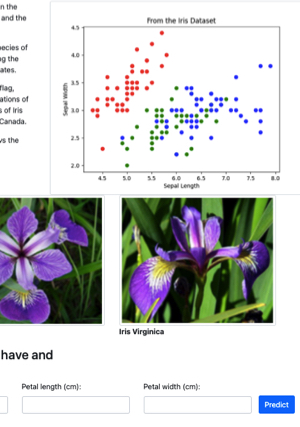 n the
and the
ecies of
g the
ates.
flag,
ations of
s of Iris
Canada.
vs the
From the Iris Dataset
Sepal Width
4.5
4.0
3.5
3.0
2.5
2.0
4.5 5.0 5.5 6.0 6.5 7.0 7.5 8.0
Sepal Length
Iris Virginica
have and
Petal length (cm):
Petal width (cm):
Predict